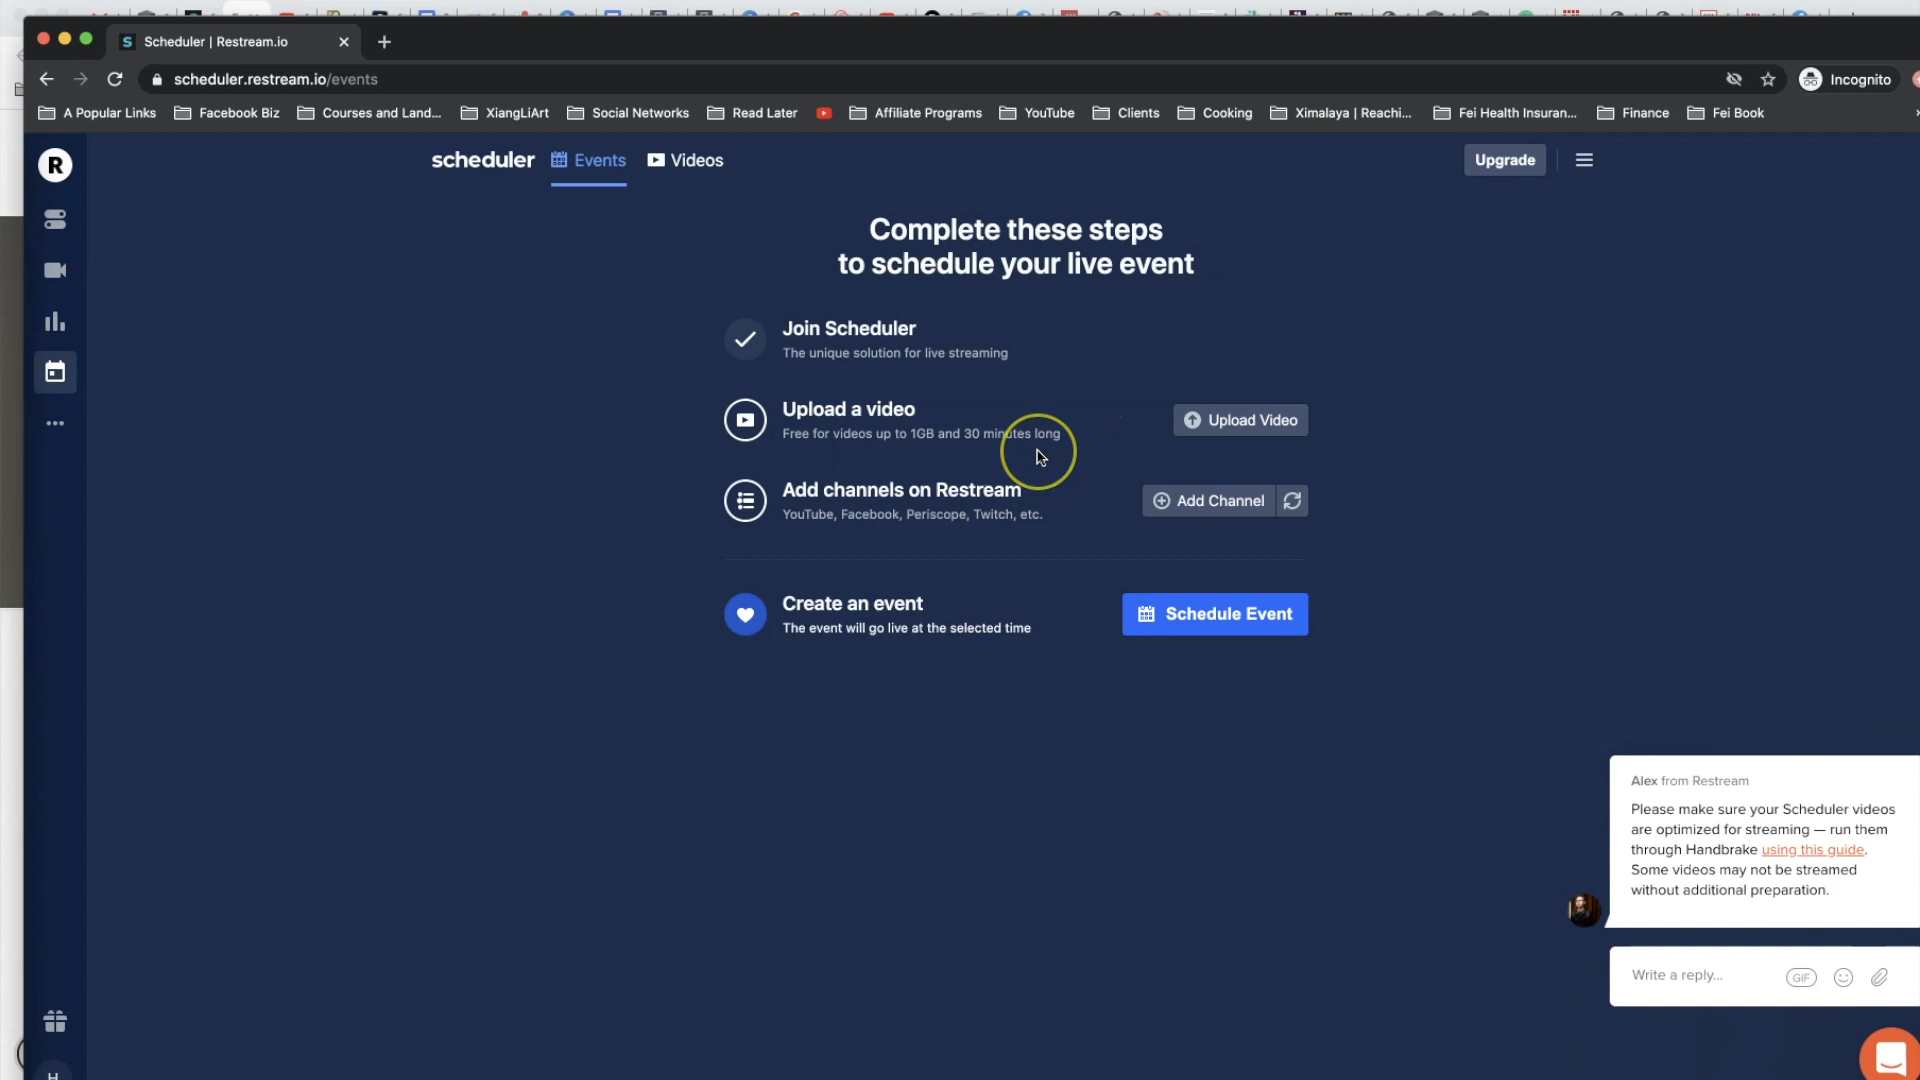 Scheduler | Restream.io
scheduler.restream.io/events
Incognito
A Popular Links
Facebook Biz
Courses and Land...
XiangLiArt
Social Networks
Read Later
Affiliate Programs
YouTube
Clients
Cooking
Ximalaya | Reachi...
Fei Health Insuran...
Finance
Fei Book
R
scheduler
Events
Videos
Upgrade
Complete these steps
to schedule your live event
Join Scheduler
The unique solution for live streaming
Upload a video
Free for videos up to 1GB and 30 minutes long
Upload Video
Add channels on Restream
YouTube, Facebook, Periscope, Twitch, etc.
Add Channel
Create an event
The event will go live at the selected time
Schedule Event
Alex from Restream
Please make sure your Scheduler videos
are optimized for streaming — run them
through Handbrake using this guide.
Some videos may not be streamed
without additional preparation.
Write a reply...
GIF